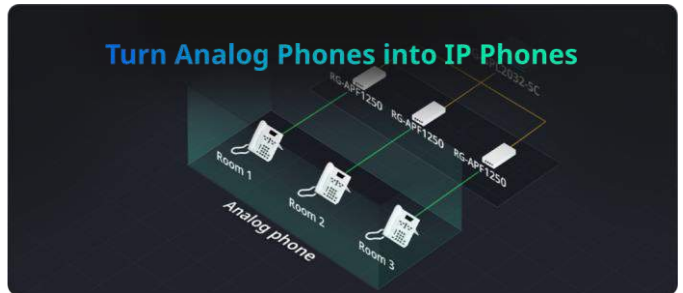 Turn Analog Phones into IP Phones
RG-APF1250
RG-APF1250
RG-APF1250
Room 1
Room 2
Room 3
Analog phone